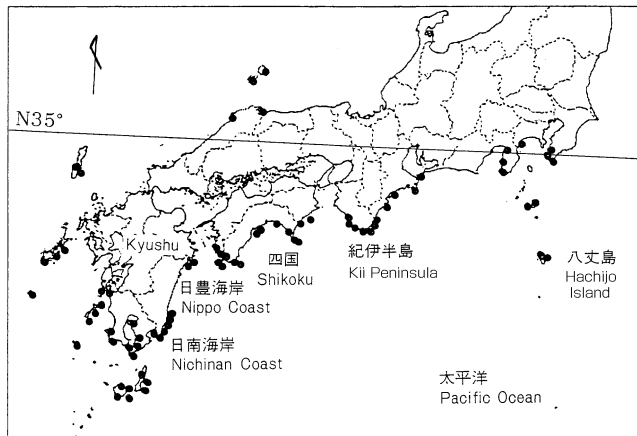 N35°
Kyushu
四国
Shikoku
紀伊半島
Kii Peninsula
八丈島
Hachijo
Island
日豊海岸
Nippo Coast
日南海岸
Nichinan Coast
太平洋
Pacific Ocean